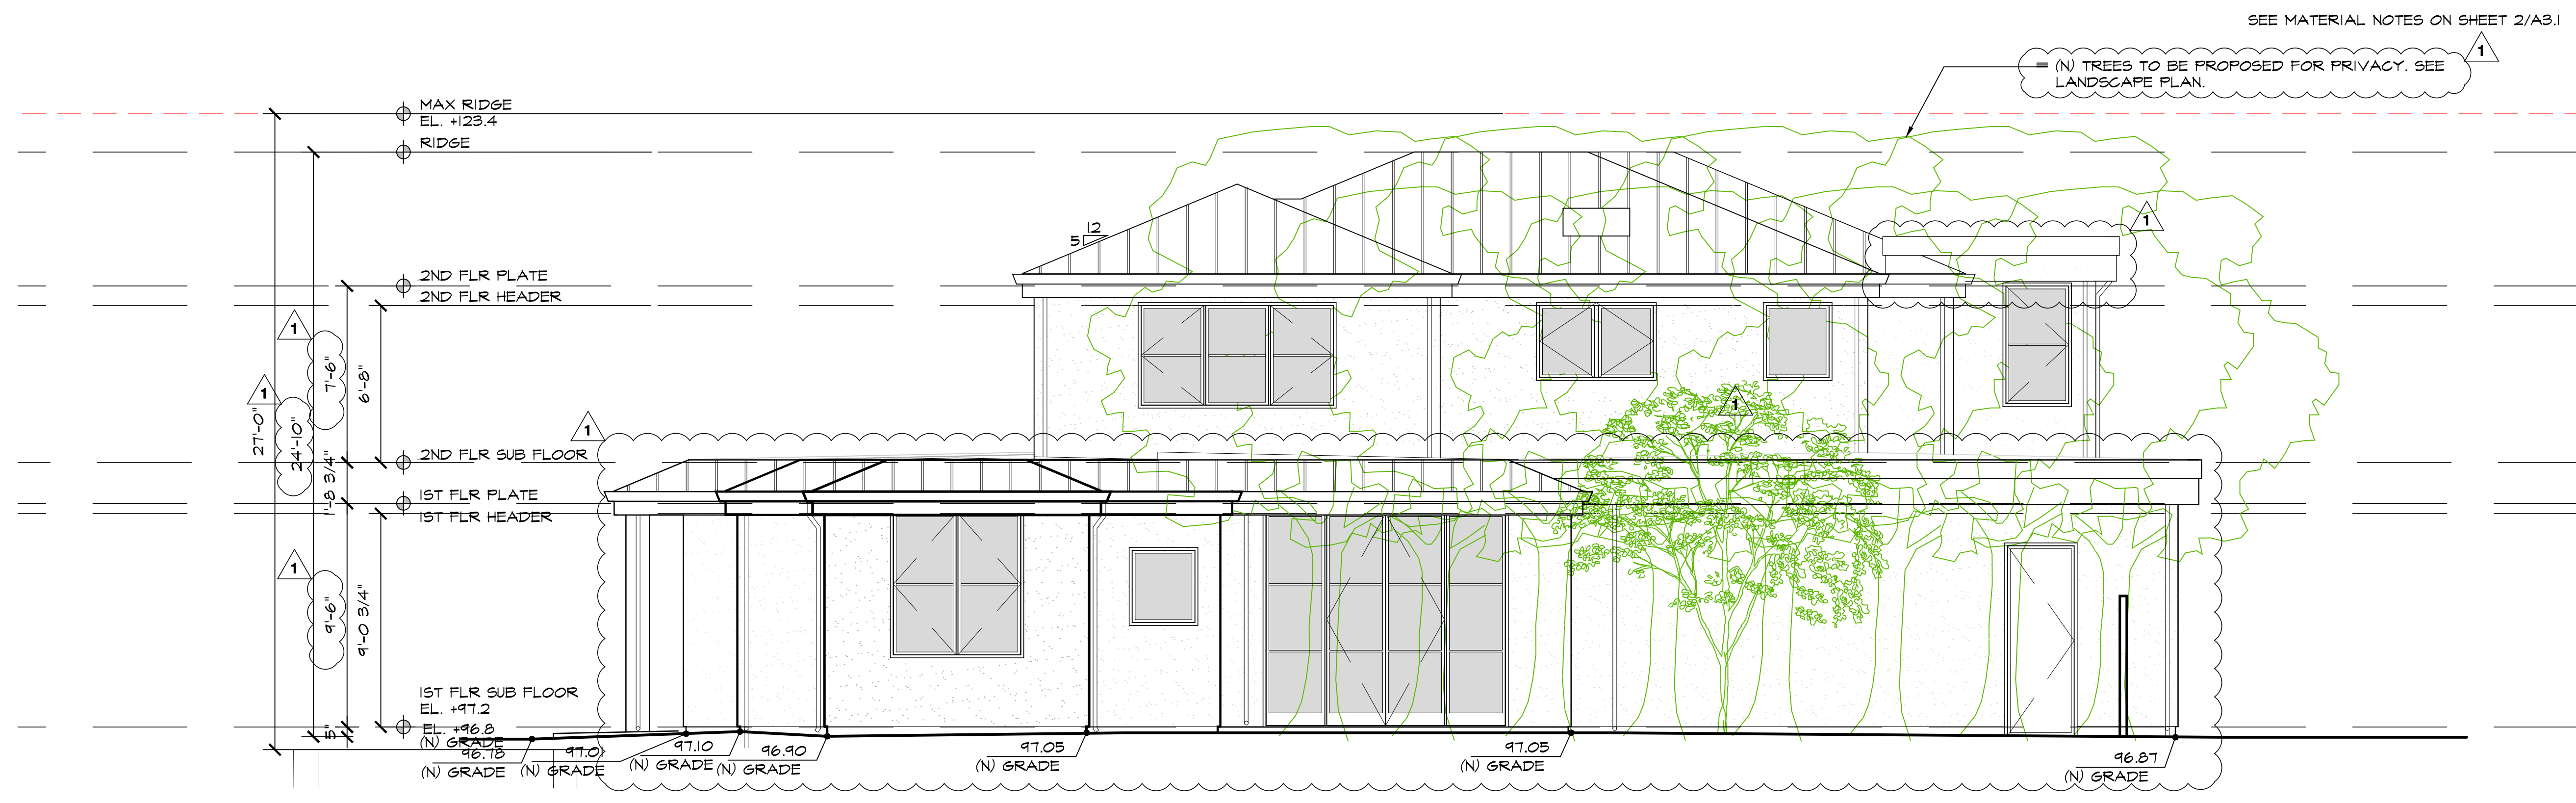 SEE MATERIAL NOTES ON SHEET 2/A3.1
1
(N) TREES TO BE PROPOSED FOR PRIVACY. SEE
LANDSCAPE PLAN.
MAX RIDGE
EL. +123.4
RIDGE
1
12
5
2ND FLR PLATE
2ND FLR HEADER
1
7'-6"
6'-8"
1
27'-0"
24'-10"
1
1
2ND FLR SUB FLOOR
1'-8 3/4"
1ST FLR PLATE
1ST FLR HEADER
1
9'-6"
9'-0 3/4"
1ST FLR SUB FLOOR
EL. +97.2
EL. +96.8
(N) GRADE
5"
96.78
(N) GRADE
97.0
(N) GRADE
97.10
(N) GRADE
96.90
(N) GRADE
97.05
(N) GRADE
97.05
(N) GRADE
96.87
(N) GRADE